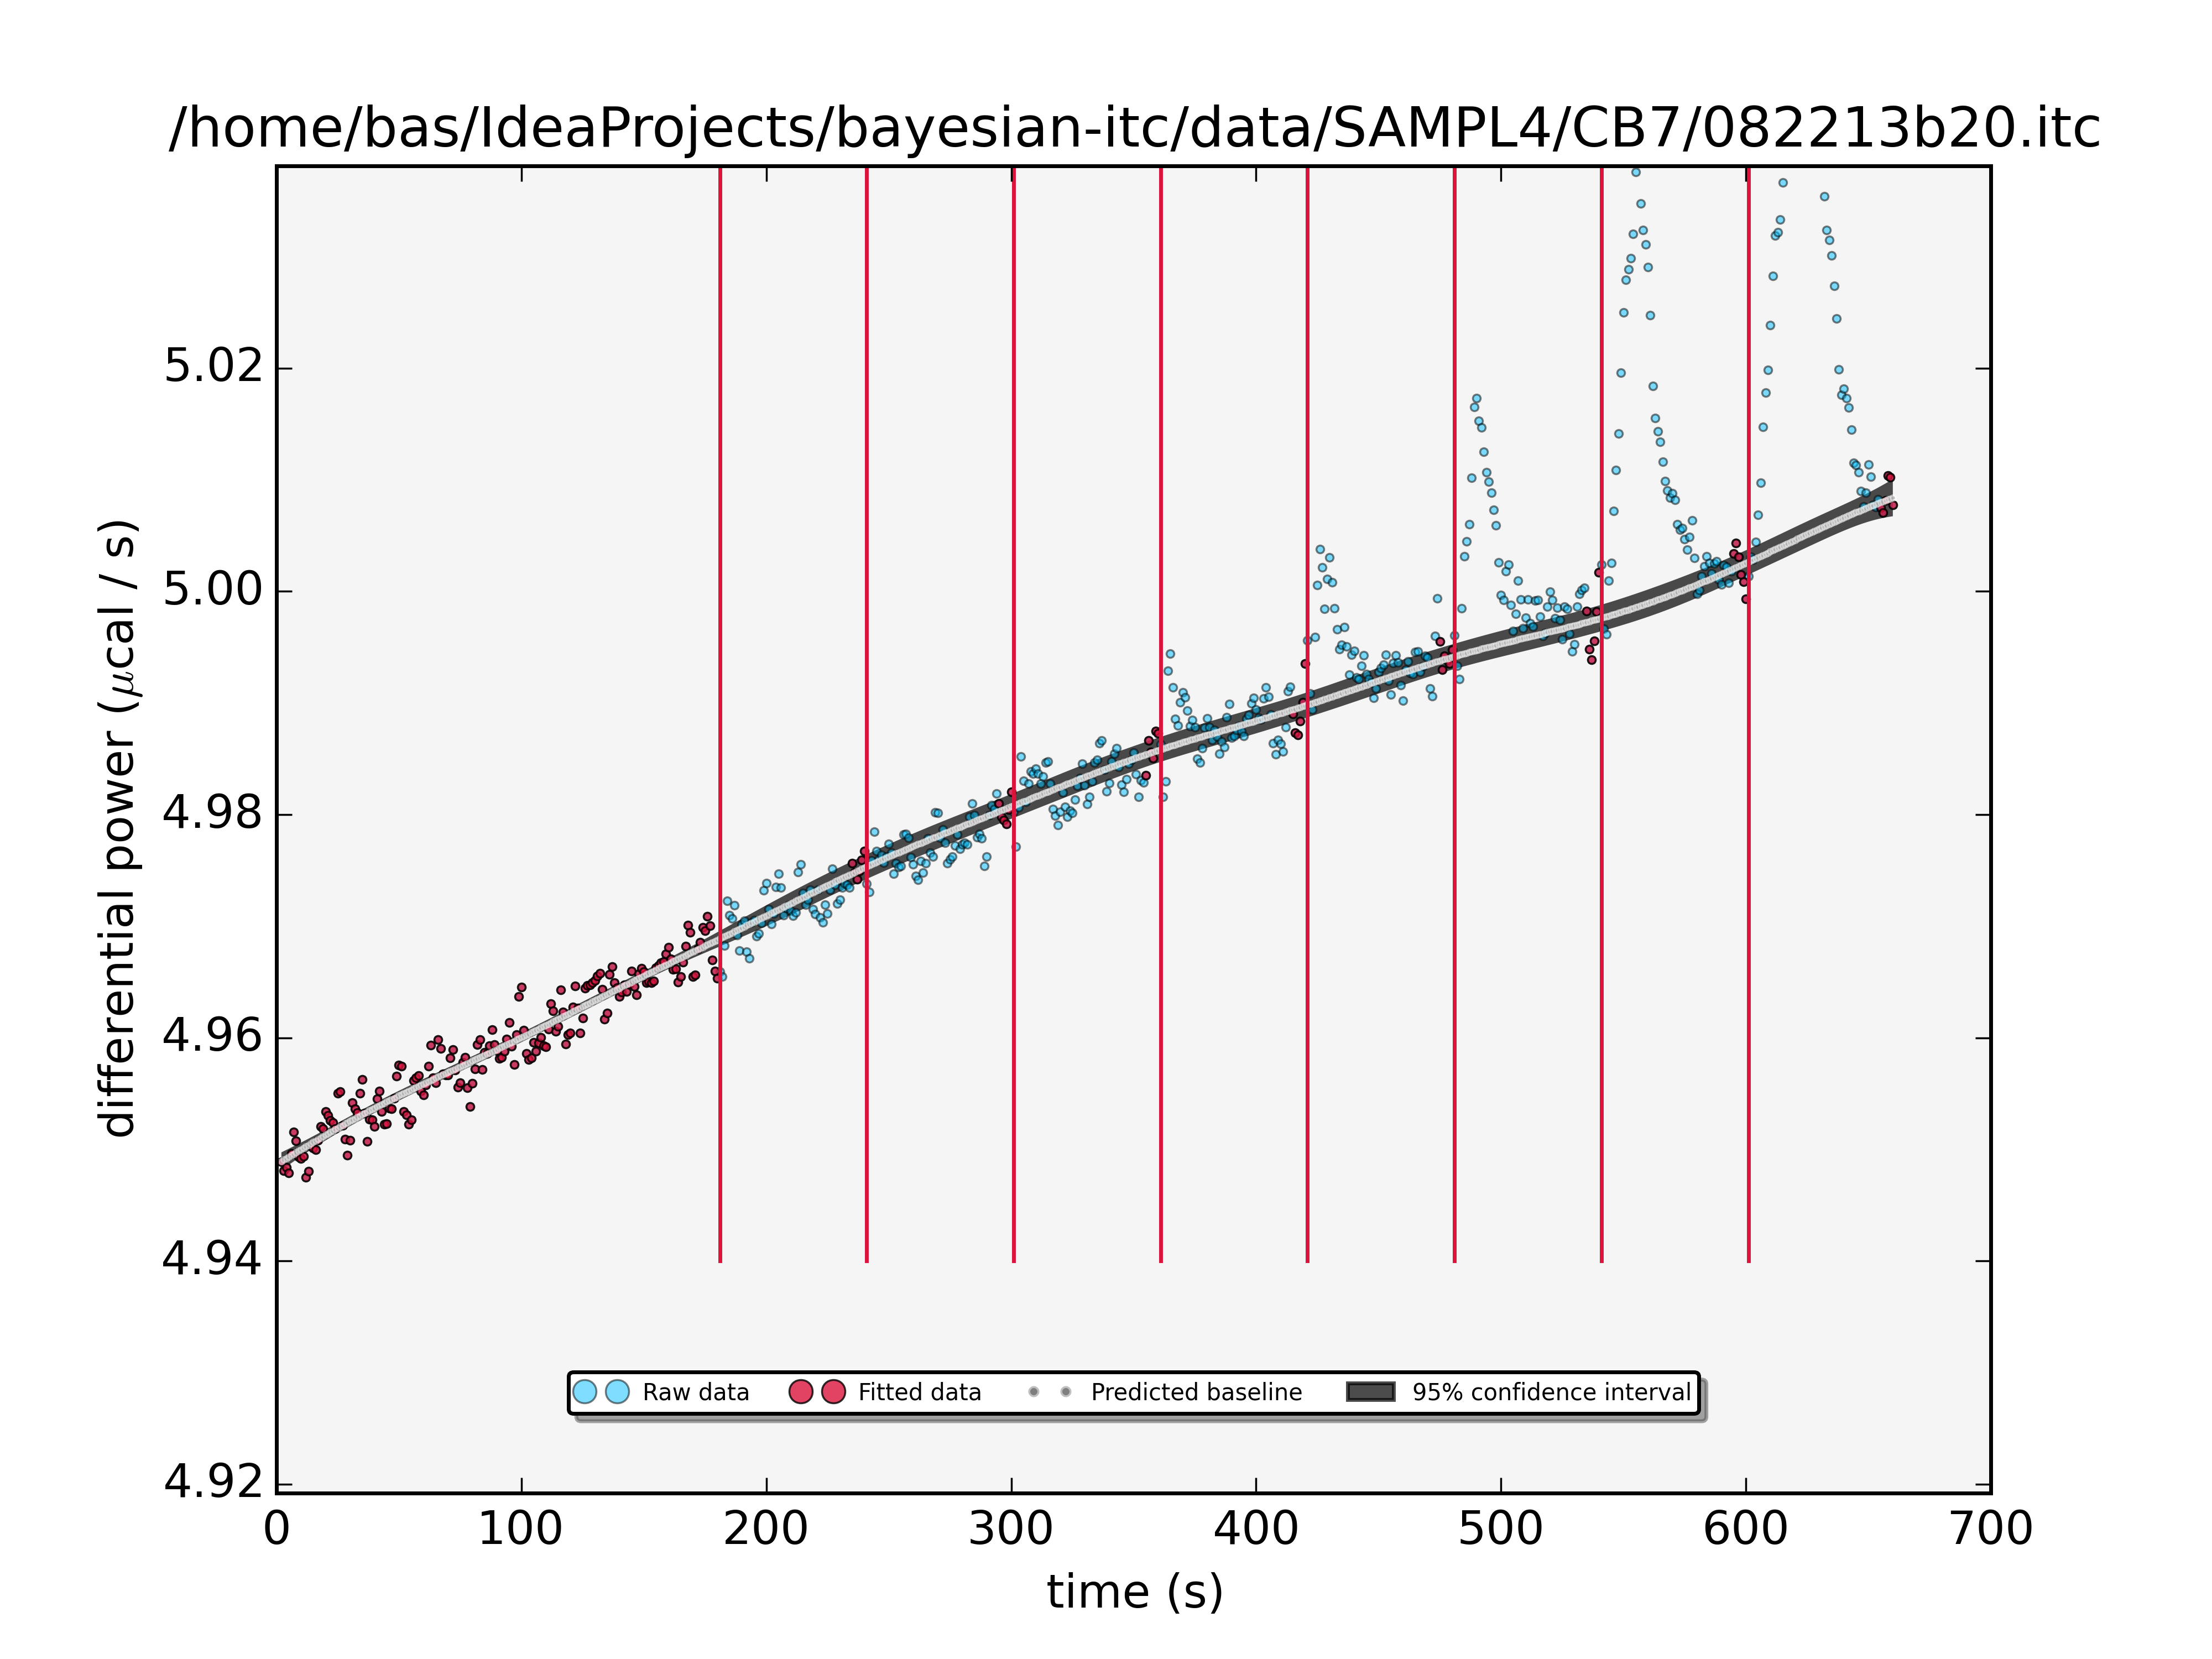 /home/bas/IdeaProjects/bayesian-itc/data/SAMPL4/CB7/082213b20.itc
differential power (μcal / s)
5.02
5.00
4.98
4.96
4.94
4.92
Raw data Fitted data Predicted baseline 95% confidence interval
0 100 200 300 400 500 600 700
time (s)